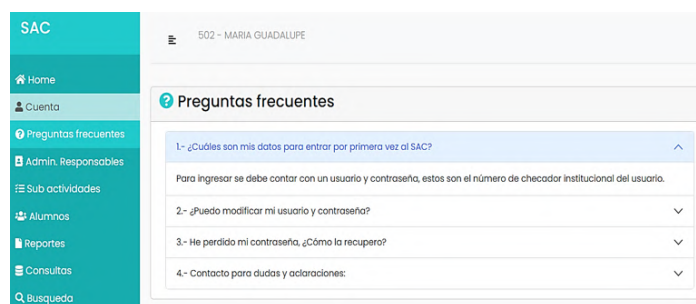 SAC
502 - MARIA GUADALUPE
Home
Cuenta
Preguntas frecuentes
Admin. Responsables
Sub actividades
Alumnos
Reportes
Consultas
Busqueda
Preguntas frecuentes
1.- ¿Cuáles son mis datos para entrar por primera vez al SAC?
Para ingresar se debe contar con un usuario y contraseña, estos son el número de checador institucional del usuario.
2.- ¿Puedo modificar mi usuario y contraseña?
3.- He perdido mi contraseña, ¿Cómo la recupero?
4.- Contacto para dudas y aclaraciones: